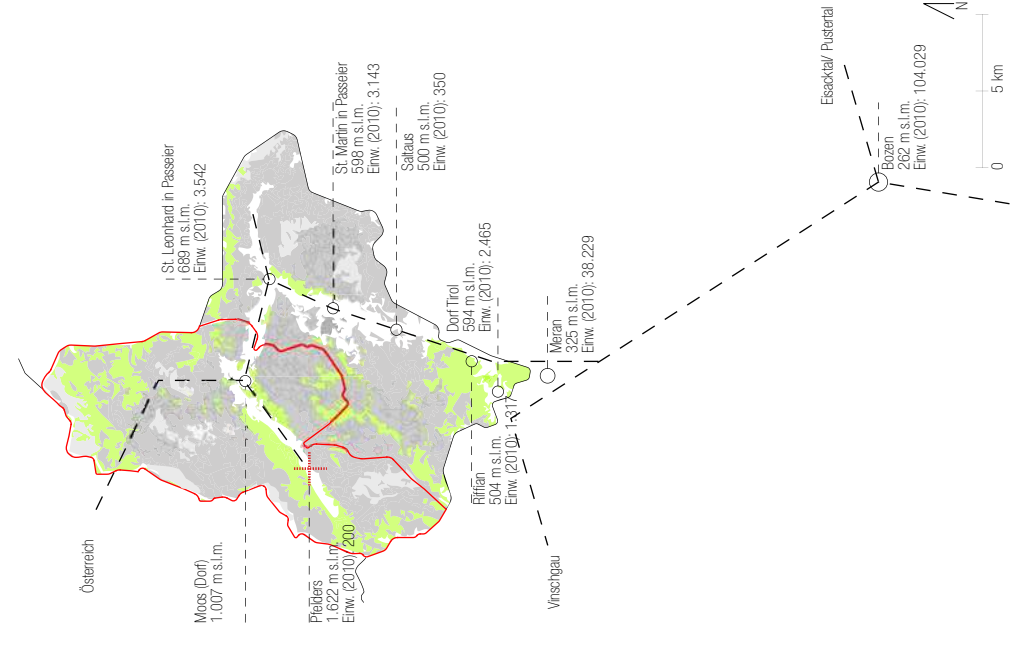 Österreich
Moos (Dorf)
1.007 m s.l.m.
Pfelders
1.622 m s.l.m.
Einw. (2010): 200
St. Leonhard in Passeier
689 m s.l.m.
Einw. (2010): 3.542
St. Martin in Passeier
598 m s.l.m.
Einw. (2010): 3.143
Saltaus
500 m s.l.m.
Einw. (2010): 350
Dorf Tirol
594 m s.l.m.
Einw. (2010): 2.465
Riffian
504 m s.l.m.
Einw. (2010): 1.317
Meran
325 m s.l.m.
Einw. (2010): 38.229
Vinschgau
Eisacktal/ Pustertal
Bozen
262 m s.l.m.
Einw. (2010): 104.029
N
0
5 km